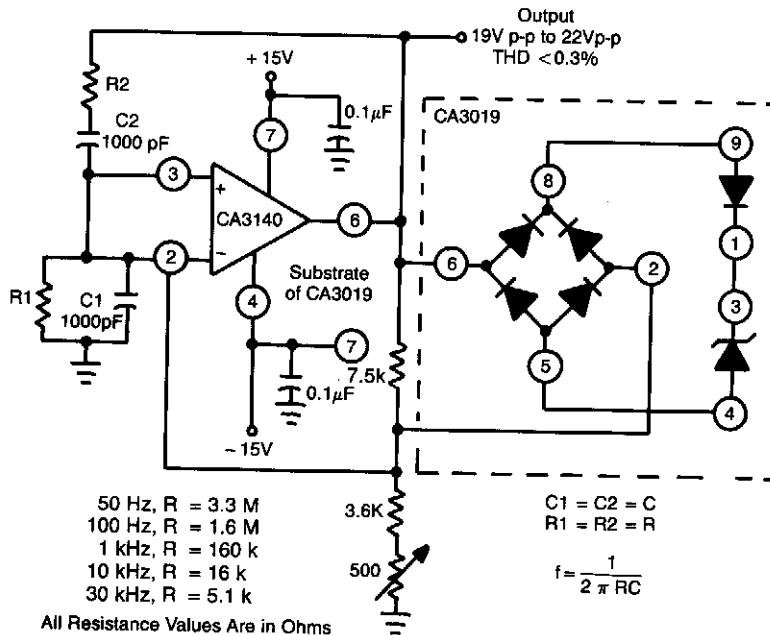 Output
19V p-p to 22Vp-p
THD <0.3%
+ 15V
R2
0.1μF
CA3019
C2
1000 pF
7
9
8
3
+
CA3140
6
1
2
−
6
2
Substrate
of CA3019
R1
C1
1000pF
4
3
7
5
7.5k
0.1μF
4
– 15V
3.6K
50 Hz, R = 3.3 M
100 Hz, R = 1.6 M
1 kHz, R = 160 k
10 kHz, R = 16 k
30 kHz, R = 5.1 k
500
C1 = C2 = C
R1 = R2 = R
f = 1
2 π RC
All Resistance Values Are in Ohms